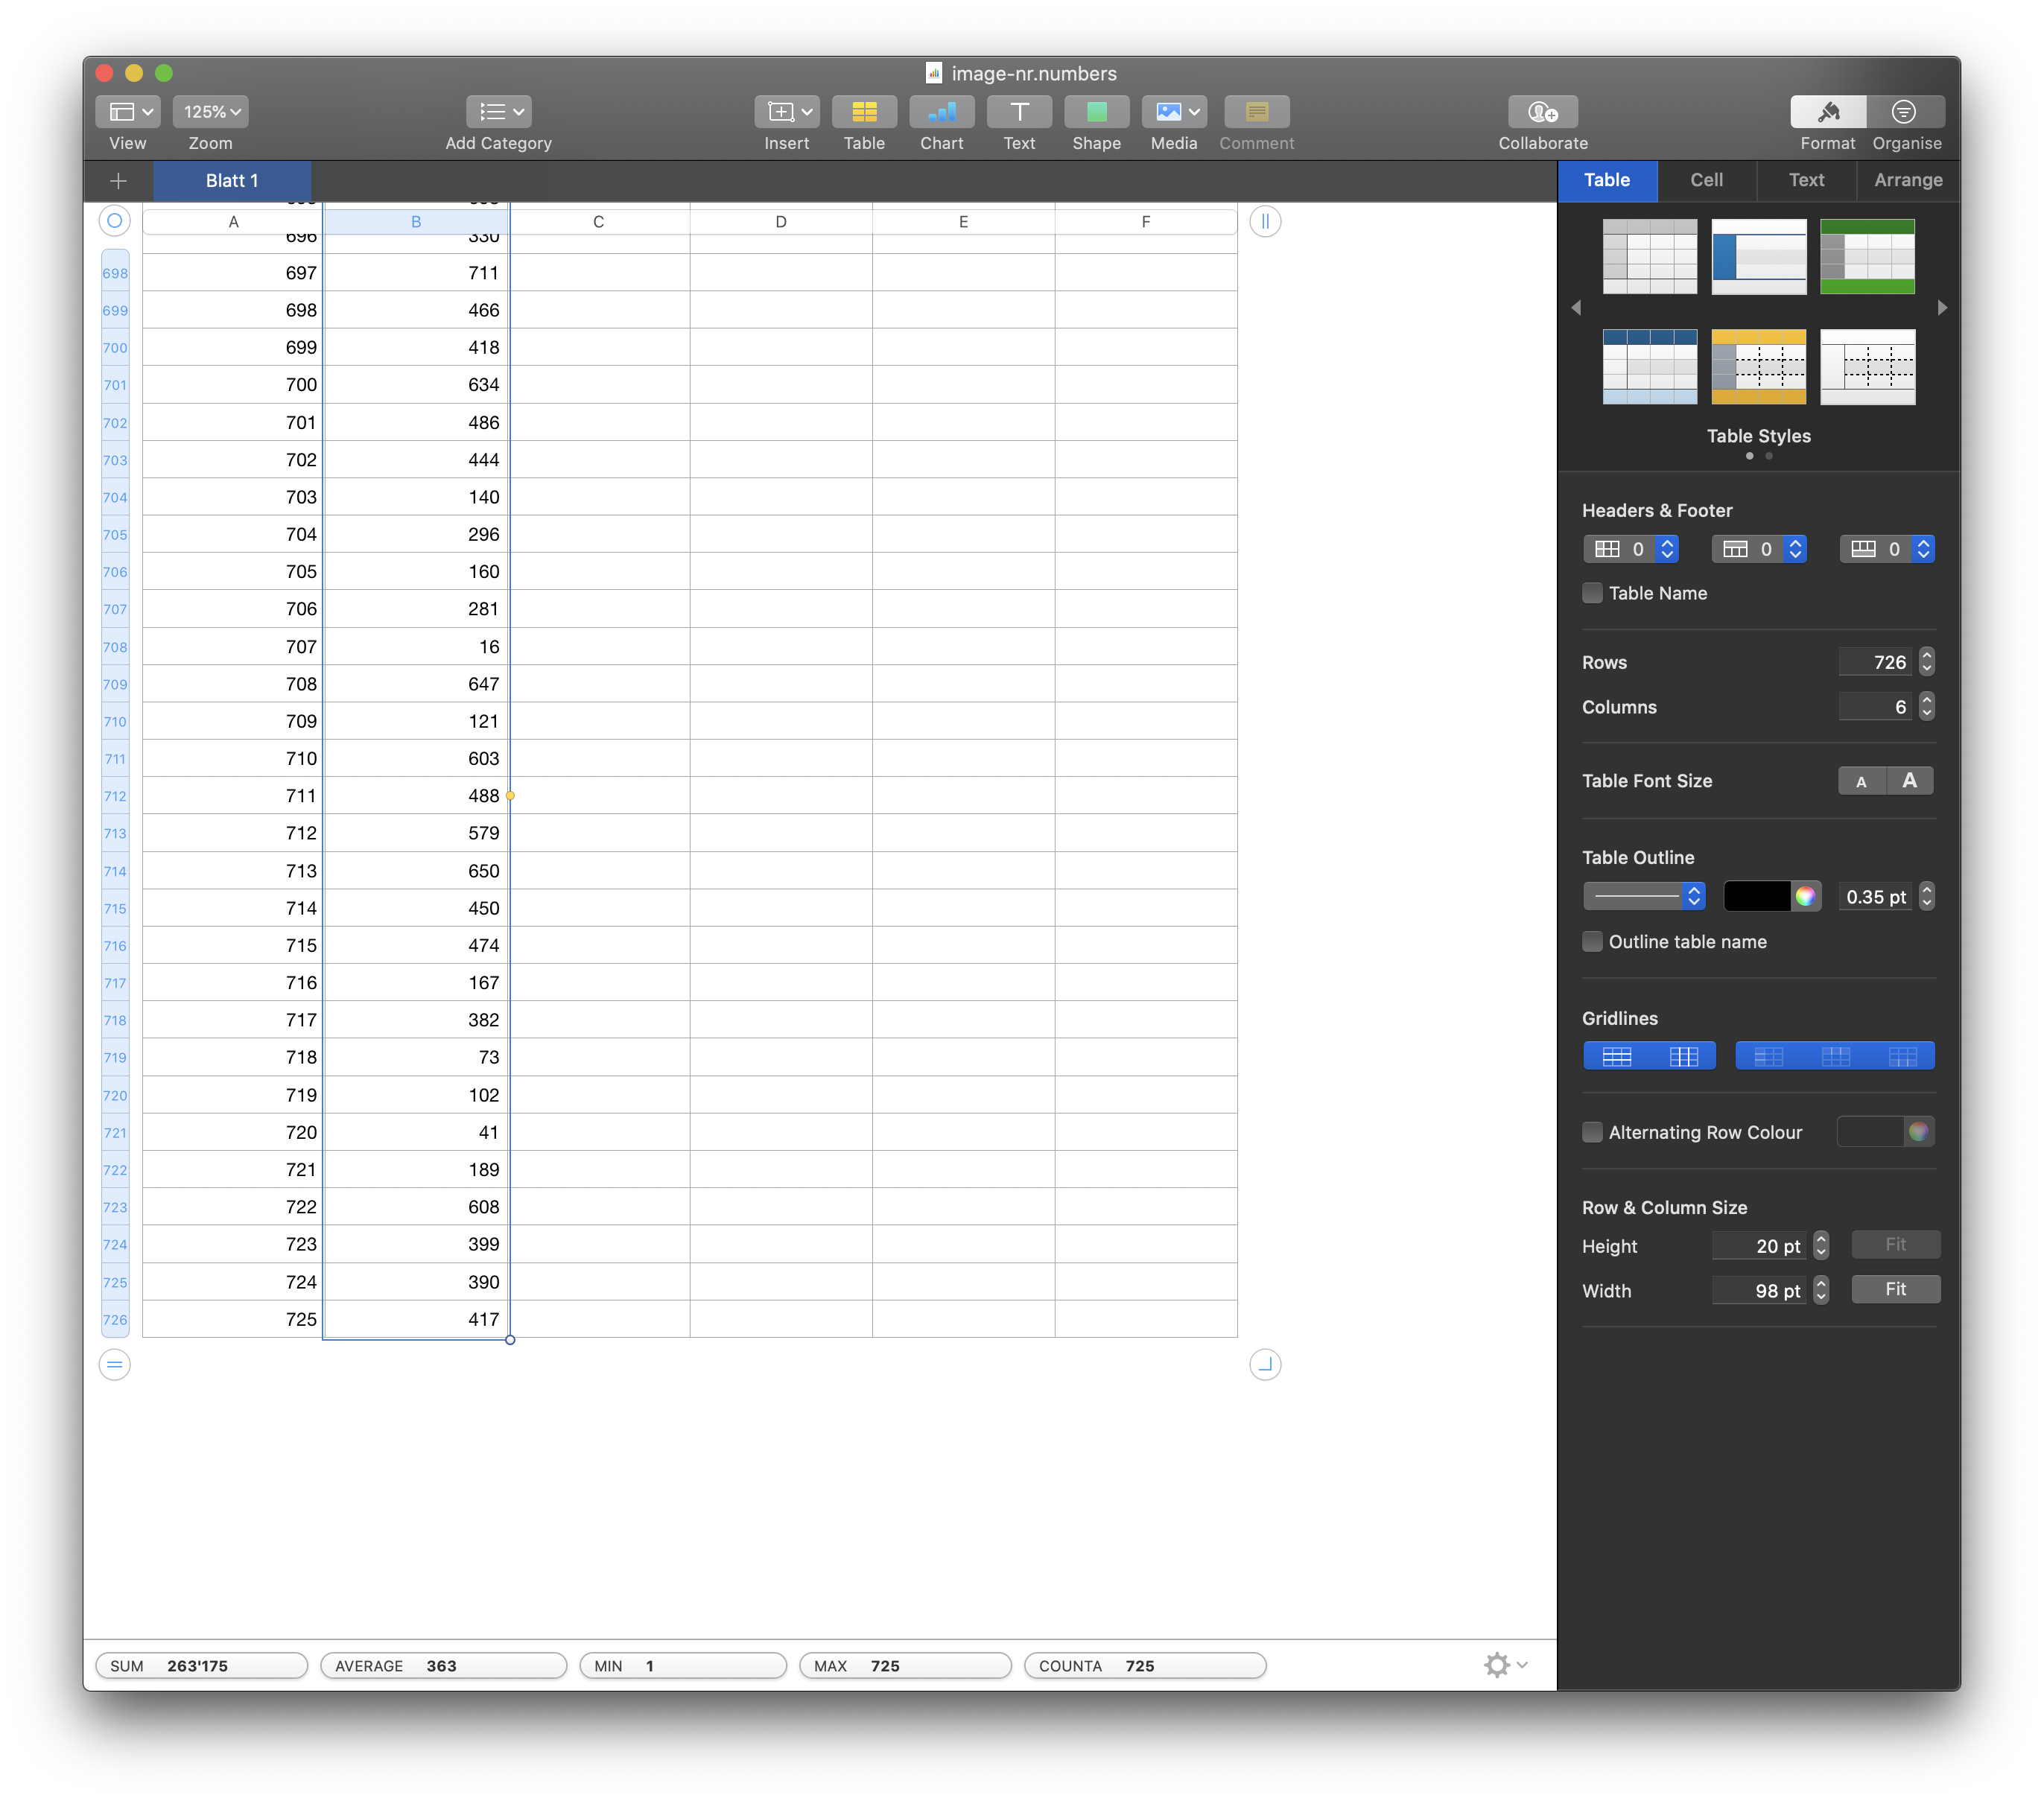 image-nr.numbers
125%
View Zoom Add Category Insert Table Chart Text Shape Media Comment Collaborate Format Organise
Blatt 1
Table Cell Text Arrange
A B C D E F
696 330
698 697 711
699 698 466
700 699 418
701 700 634
702 701 486
703 702 444
704 703 140
705 704 296
706 705 160
707 706 281
708 707 16
709 708 647
710 709 121
711 710 603
712 711 488
713 712 579
714 713 650
715 714 450
716 715 474
717 716 167
718 717 382
719 718 73
720 719 102
721 720 41
722 721 189
723 722 608
724 723 399
725 724 390
726 725 417
SUM 263'175 AVERAGE 363 MIN 1 MAX 725 COUNTA 725
Table Styles
Headers & Footer
0 0 0
Table Name
Rows 726
Columns 6
Table Font Size A A
Table Outline
0.35 pt
Outline table name
Gridlines
Alternating Row Colour
Row & Column Size
Height 20 pt Fit
Width 98 pt Fit